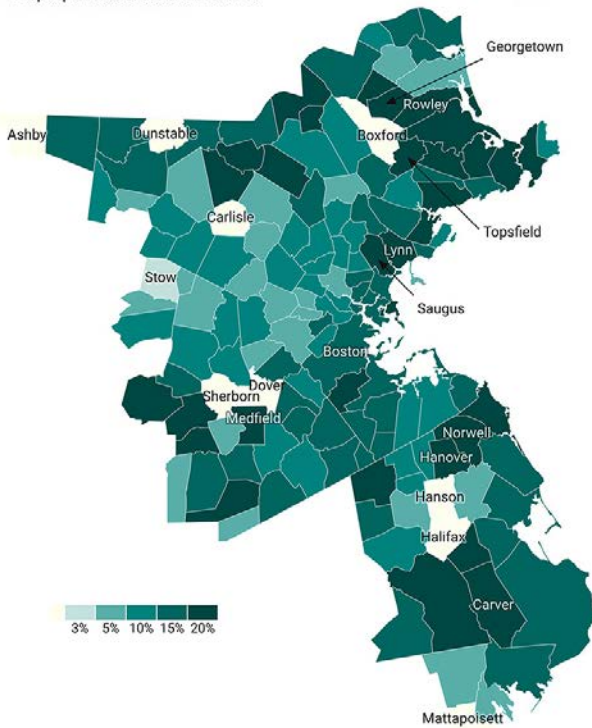 Georgetown
Rowley
Ashby
Dunstable
Boxford
Carlisle
Topsfield
Lynn
Stow
Saugus
Boston
Dover
Sherborn
Medfield
Norwell
Hanover
Hanson
Halifax
Carver
3% 5% 10% 15% 20%
Mattapoisett